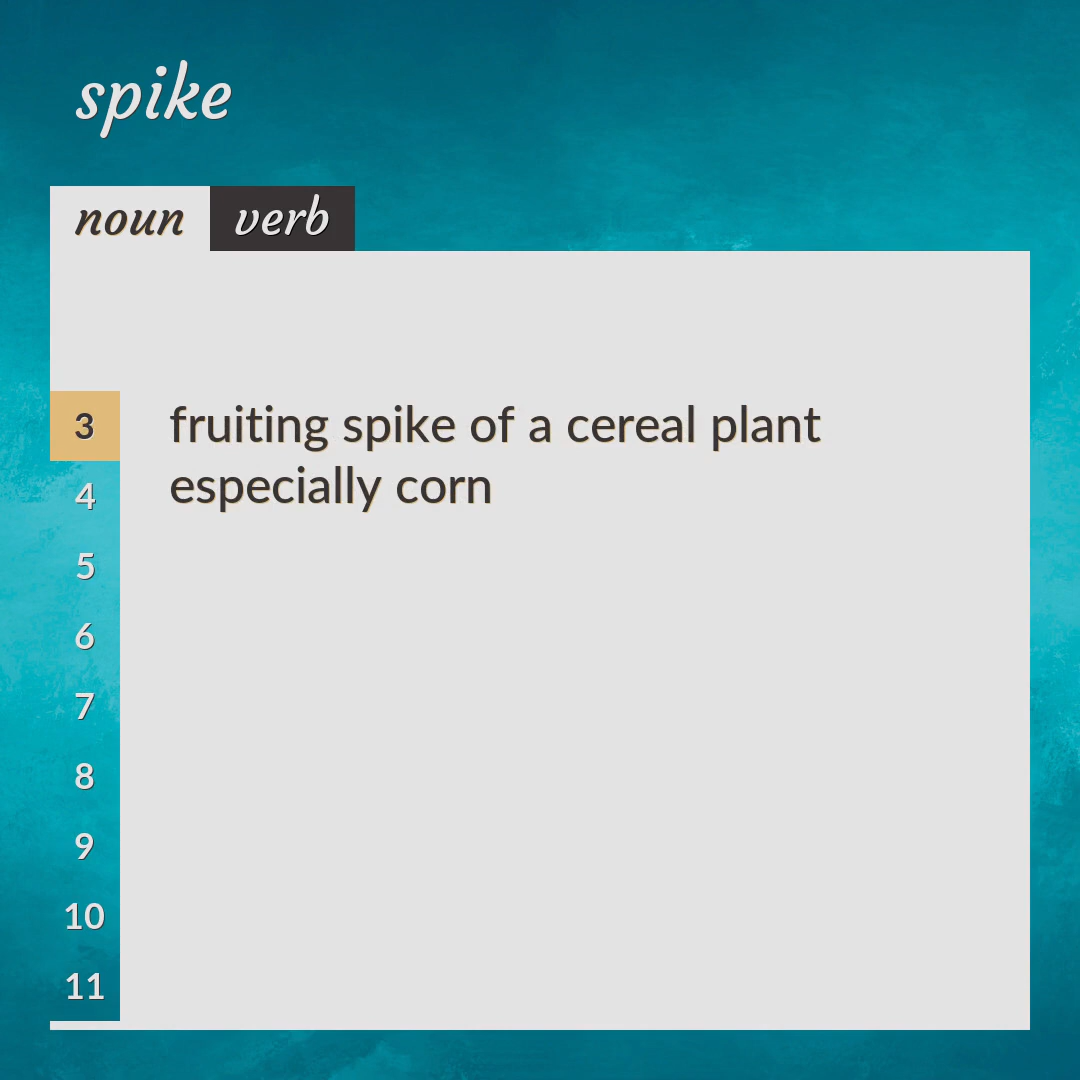 spike
noun verb
3 fruiting spike of a cereal plant
especially corn
4
5
6
7
8
9
10
11